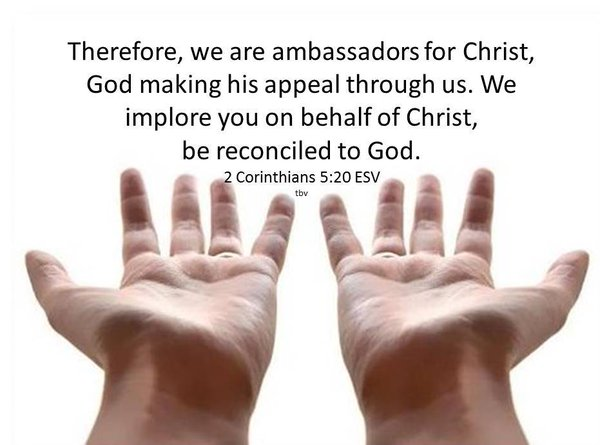 Therefore, we are ambassadors for Christ,
God making his appeal through us. We
implore you on behalf of Christ,
be reconciled to God.
2 Corinthians 5:20 ESV
tbv